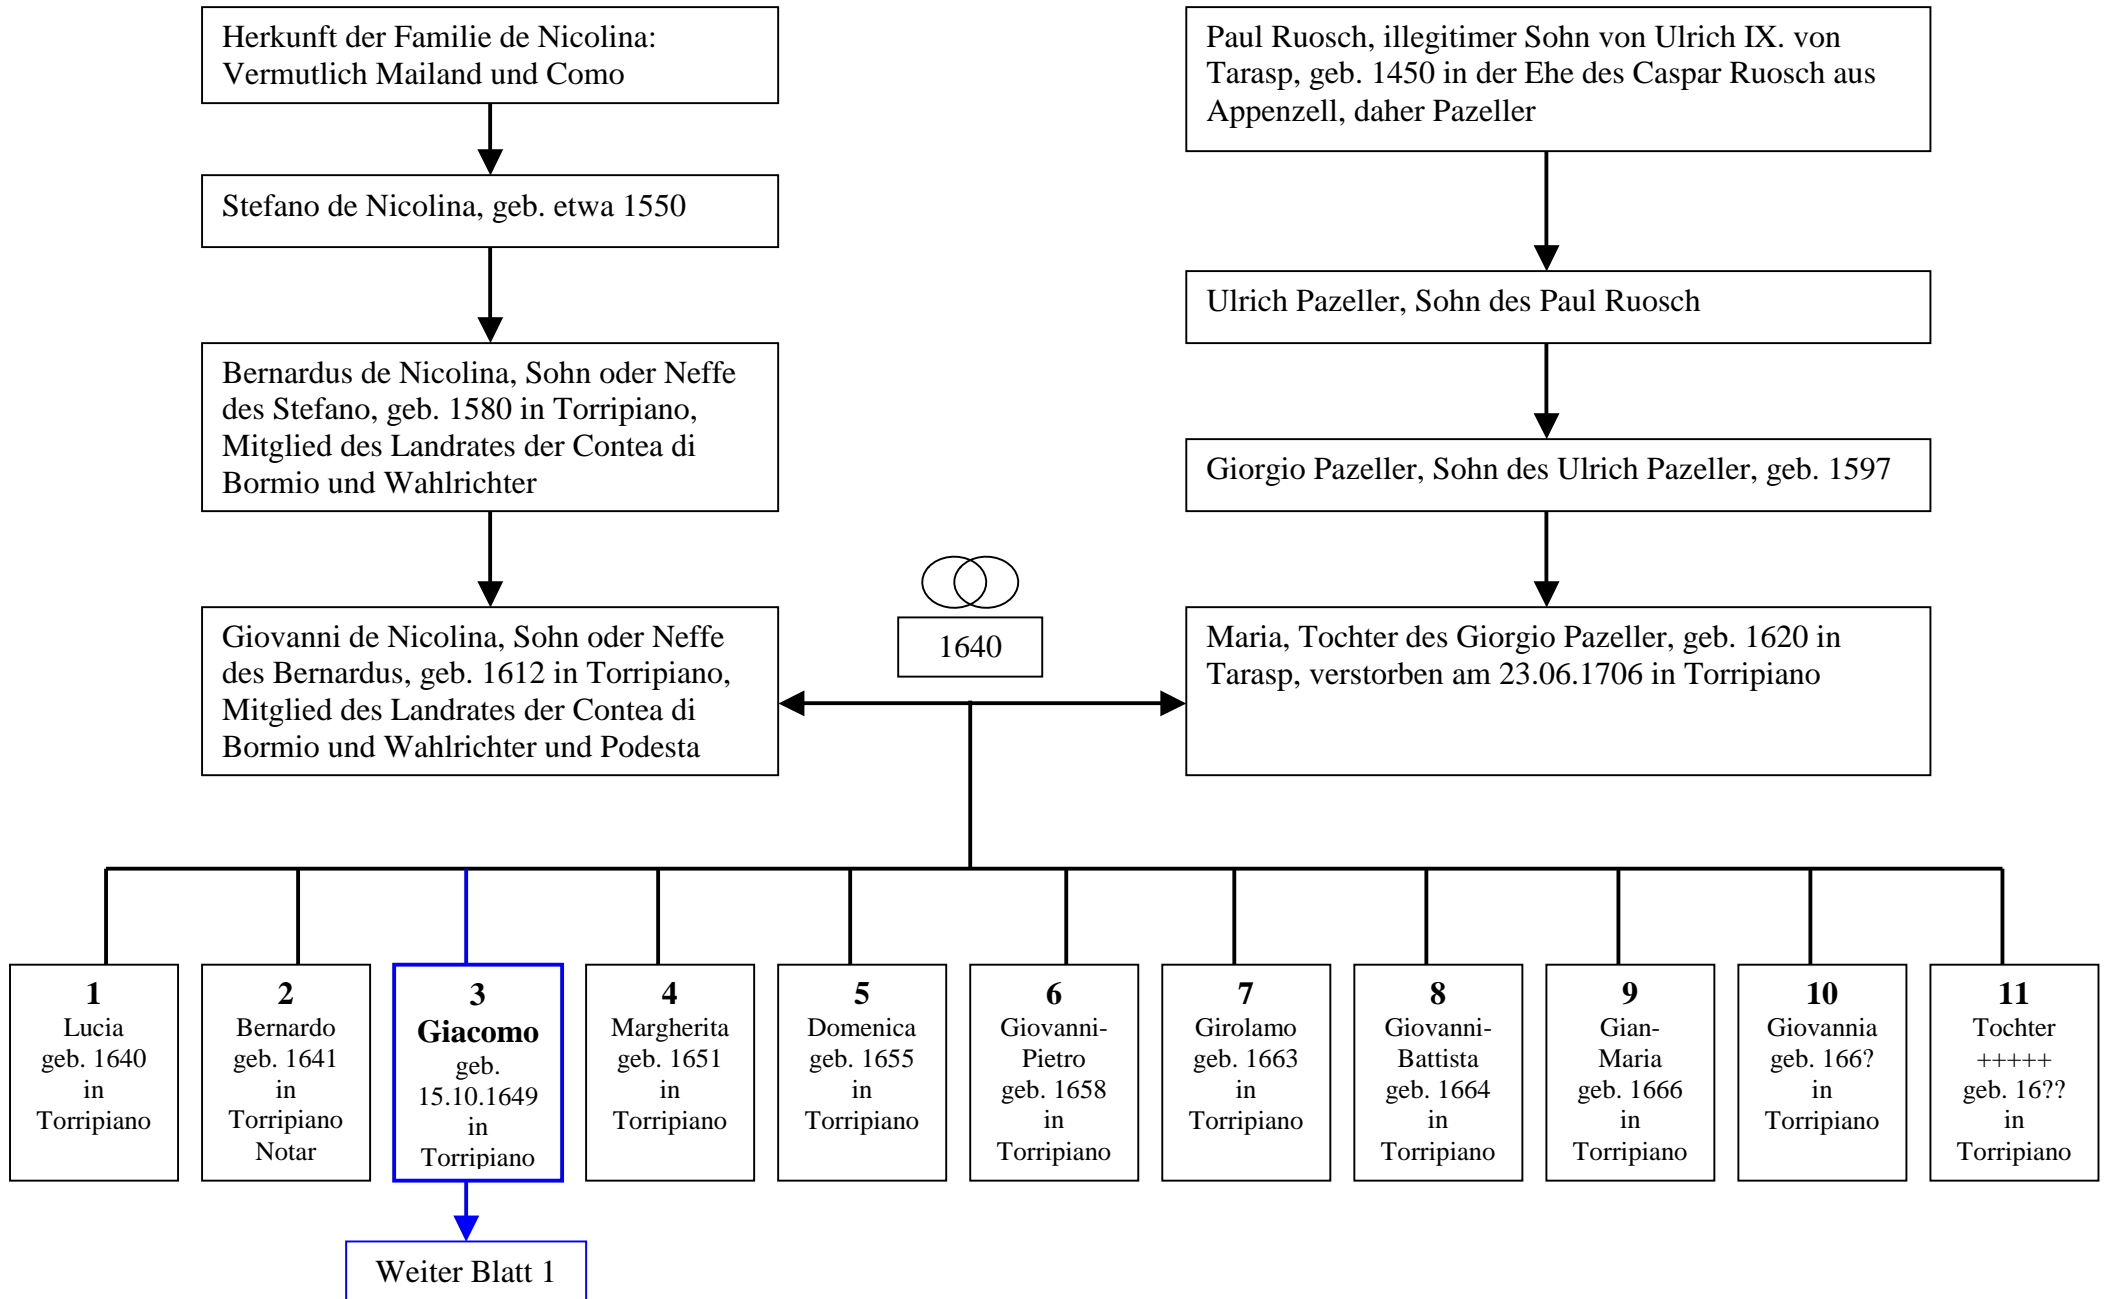 Herkunft der Familie de Nicolina:
Vermutlich Mailand und Como
Stefano de Nicolina, geb. etwa 1550
Bernardus de Nicolina, Sohn oder Neffe
des Stefano, geb. 1580 in Torripiano,
Mitglied des Landrates der Contea di
Bormio und Wahlrichter
Giovanni de Nicolina, Sohn oder Neffe
des Bernardus, geb. 1612 in Torripiano,
Mitglied des Landrates der Contea di
Bormio und Wahlrichter und Podesta
Paul Ruosch, illegitimer Sohn von Ulrich IX. von
Tarasp, geb. 1450 in der Ehe des Caspar Ruosch aus
Appenzell, daher Pazeller
Ulrich Pazeller, Sohn des Paul Ruosch
Giorgio Pazeller, Sohn des Ulrich Pazeller, geb. 1597
1640
Maria, Tochter des Giorgio Pazeller, geb. 1620 in
Tarasp, verstorben am 23.06.1706 in Torripiano
1
Lucia
geb. 1640
in
Torripiano
2
Bernardo
geb. 1641
in
Torripiano
Notar
3
Giacomo
geb.
15.10.1649
in
Torripiano
4
Margherita
geb. 1651
in
Torripiano
5
Domenica
geb. 1655
in
Torripiano
6
Giovanni-
Pietro
geb. 1658
in
Torripiano
7
Girolamo
geb. 1663
in
Torripiano
8
Giovanni-
Battista
geb. 1664
in
Torripiano
9
Gian-
Maria
geb. 1666
in
Torripiano
10
Giovannia
geb. 166?
in
Torripiano
11
Tochter
+++++
geb. 16??
in
Torripiano
Weiter Blatt 1